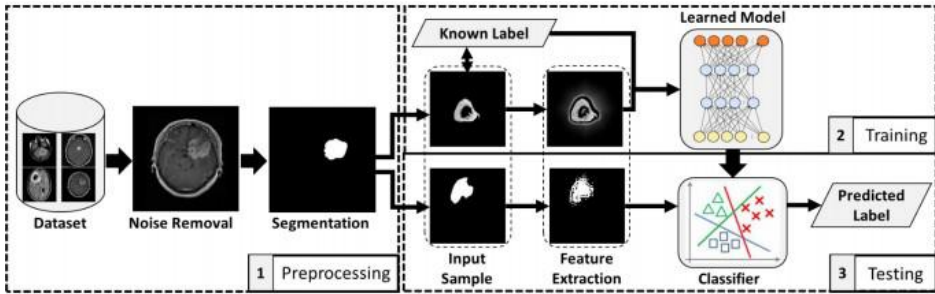 Learned Model
Known Label
2 Training
Predicted
Label
Dataset
Noise Removal
Segmentation
1 Preprocessing
Input
Sample
Feature
Extraction
Classifier
3 Testing